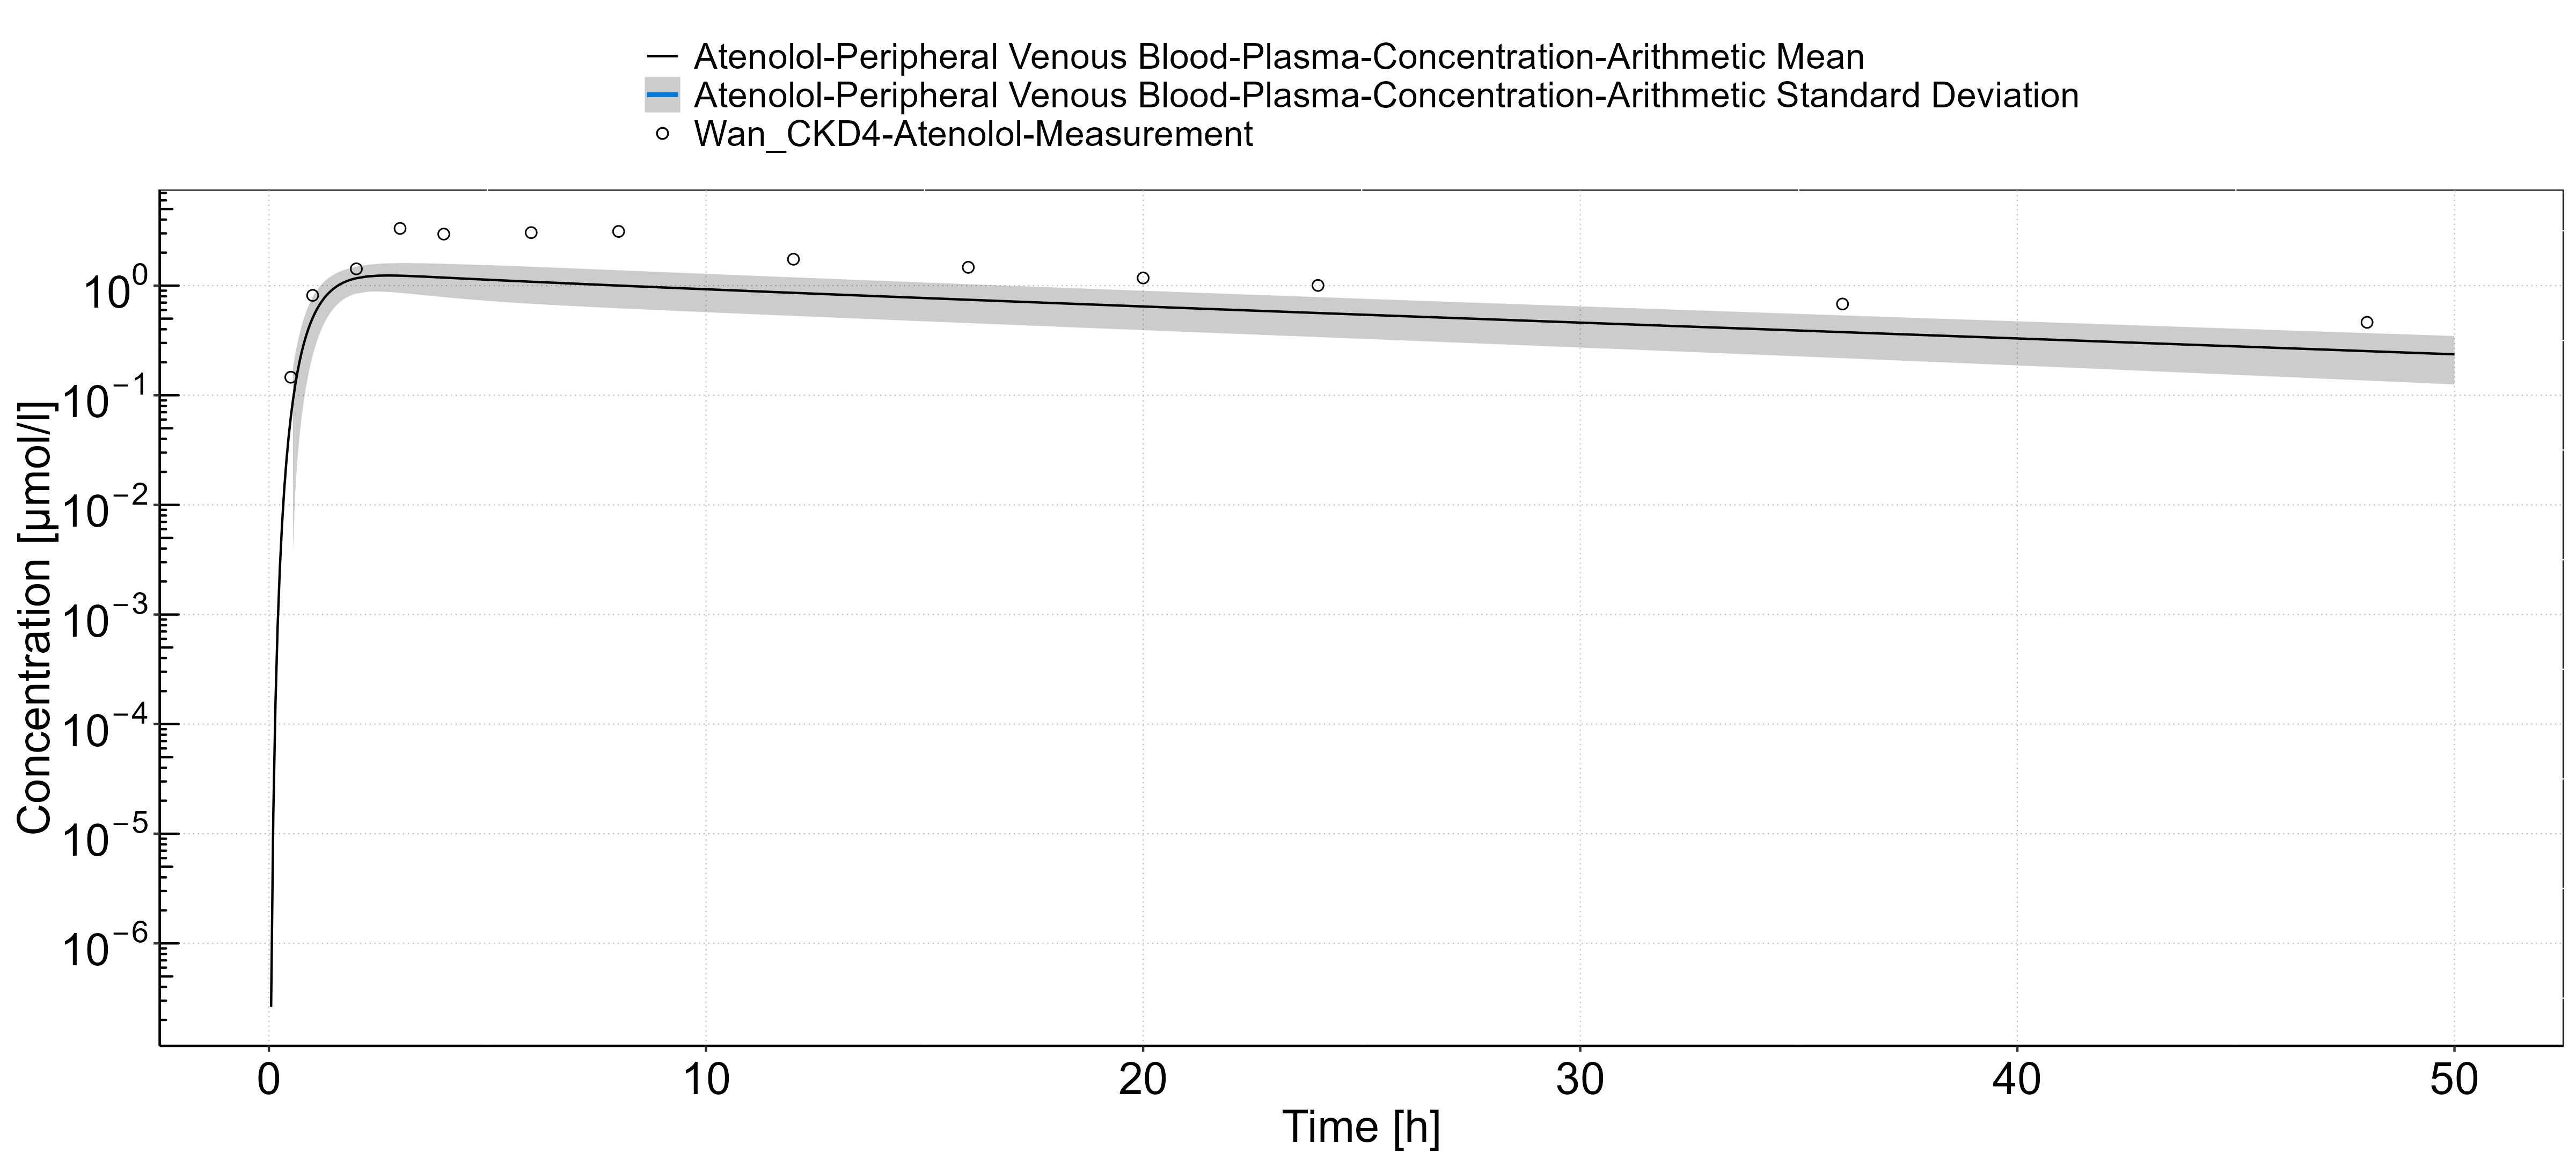 Atenolol-Peripheral Venous Blood-Plasma-Concentration-Arithmetic Mean
Atenolol-Peripheral Venous Blood-Plasma-Concentration-Arithmetic Standard Deviation
Wan_CKD4-Atenolol-Measurement
Concentration [µmol/l]
10⁰
10⁻¹
10⁻²
10⁻³
10⁻⁴
10⁻⁵
10⁻⁶
0 10 20 30 40 50
Time [h]